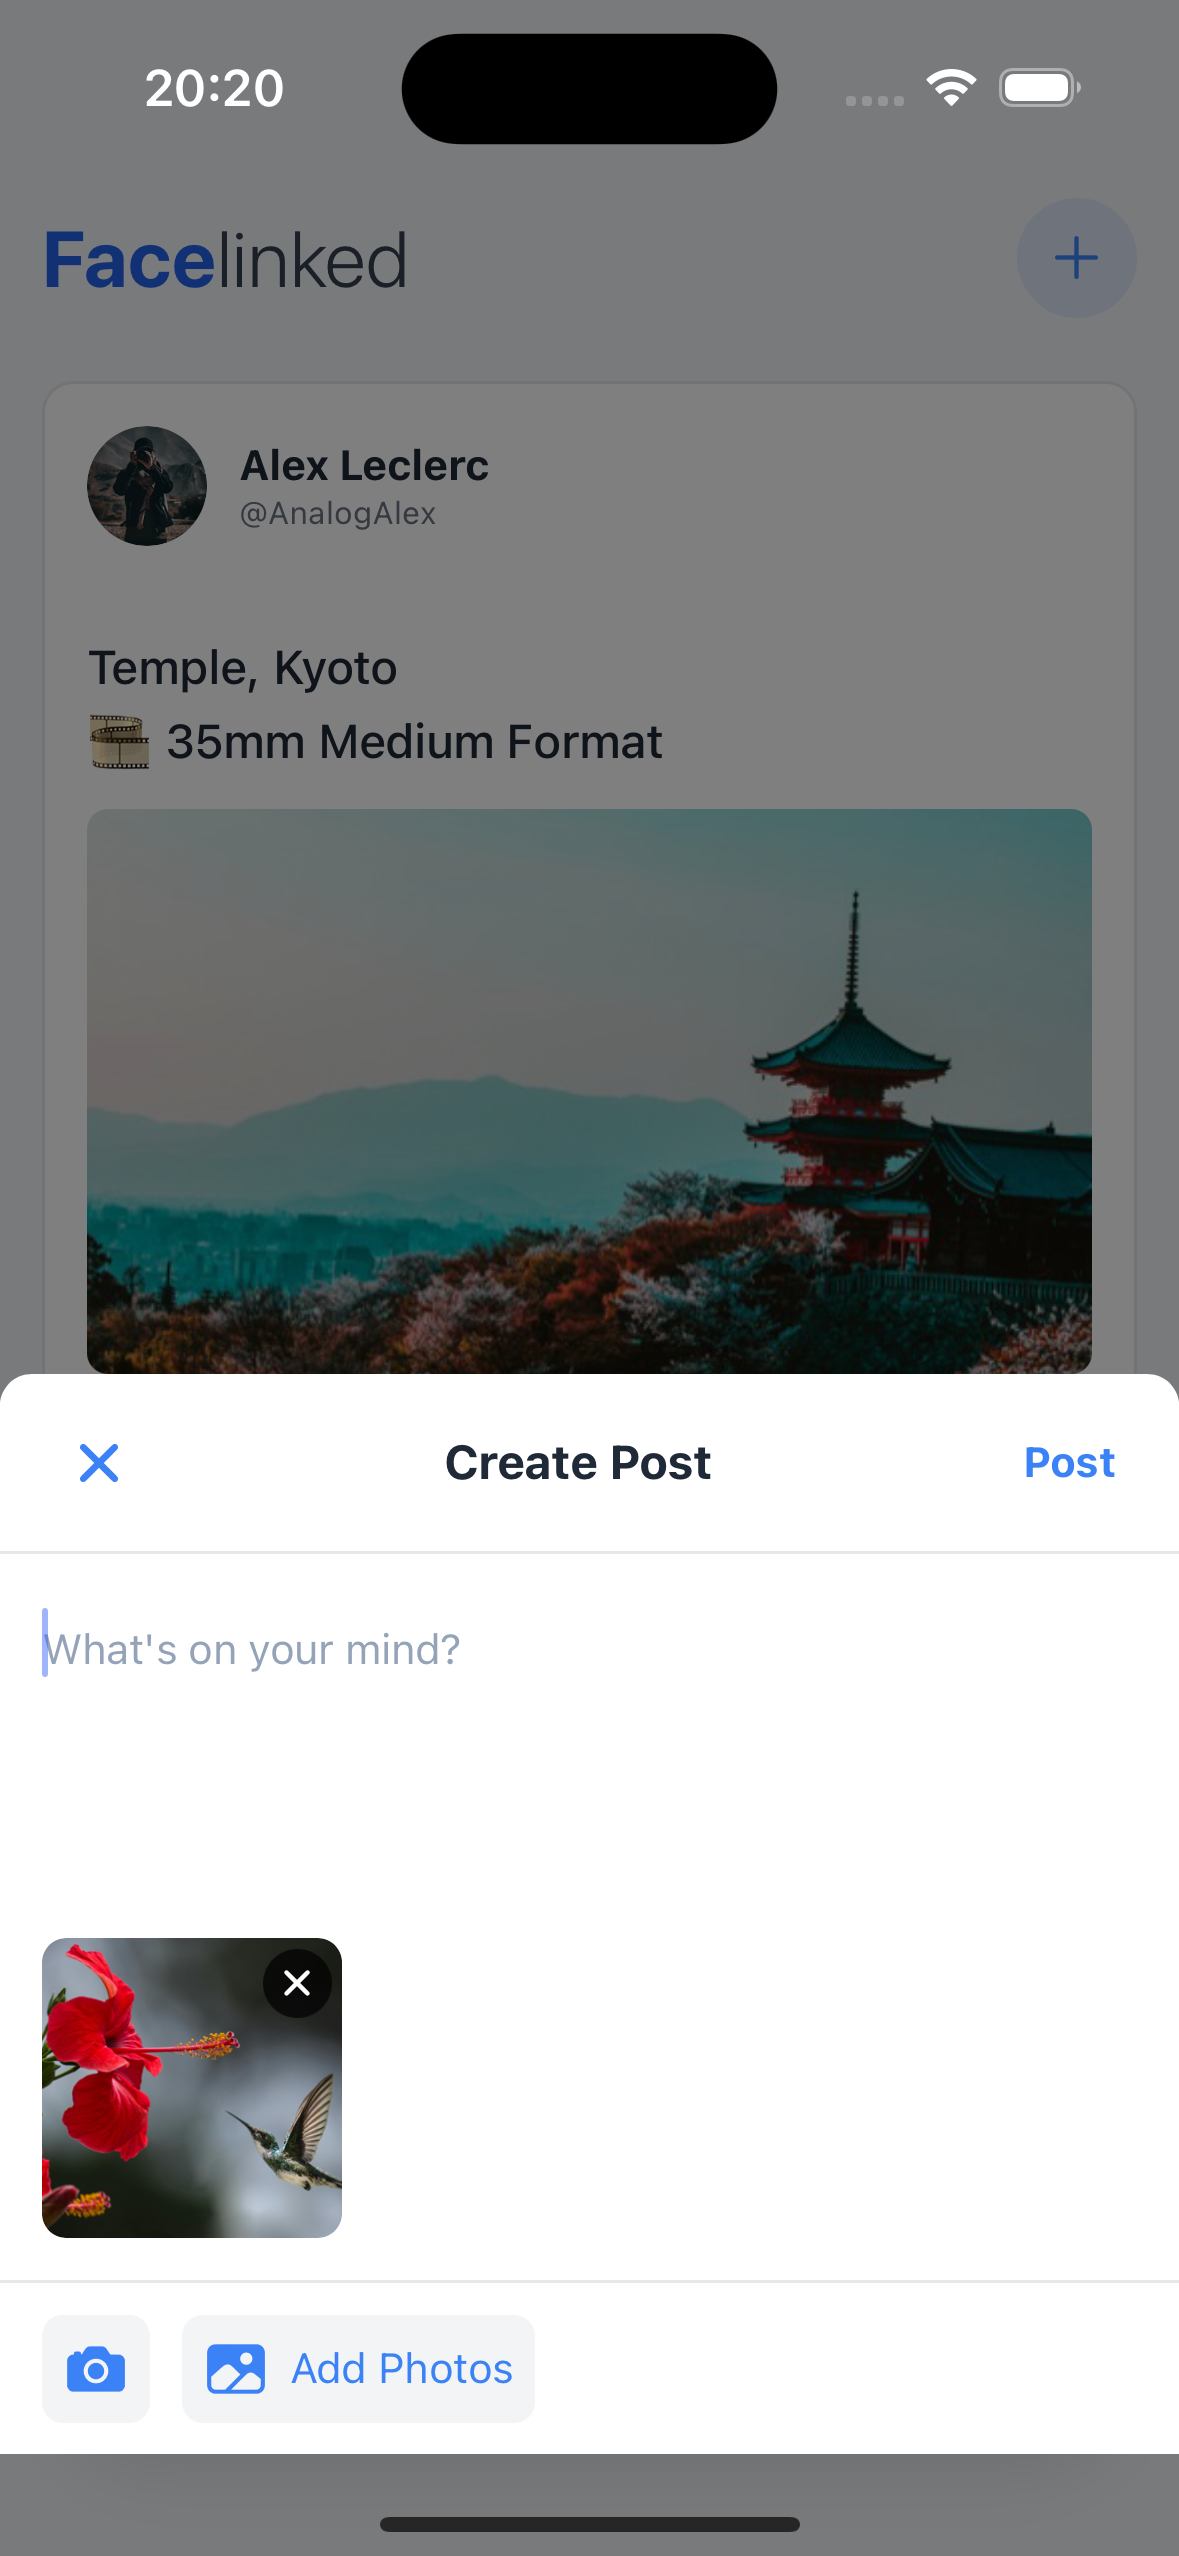 20:20
Facelinked
Alex Leclerc
@AnalogAlex
Temple, Kyoto
🎞️ 35mm Medium Format
Create Post
Post
What's on your mind?
Add Photos